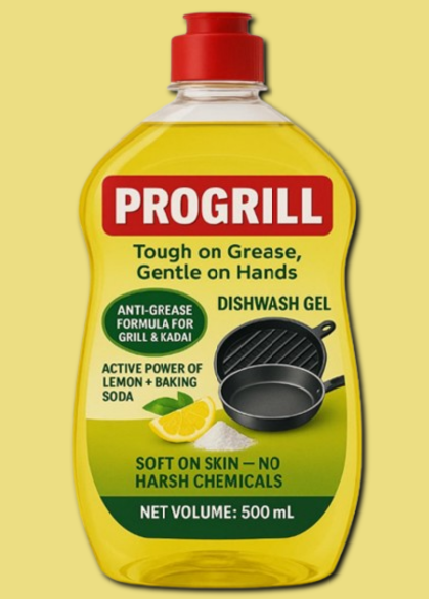 PROGRILL
Tough on Grease,
Gentle on Hands
DISHWASH GEL
ANTI-GREASE
FORMULA FOR
GRILL & KADAI
ACTIVE POWER OF
LEMON + BAKING
SODA
SOFT ON SKIN — NO
HARSH CHEMICALS
NET VOLUME: 500 mL